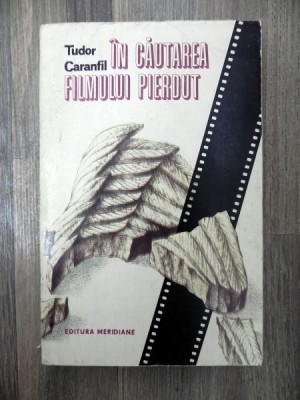 Tudor
Caranfil
ÎN CĂUTAREA
FILMULUI PIERDUT
EDITURA MERIDIANE